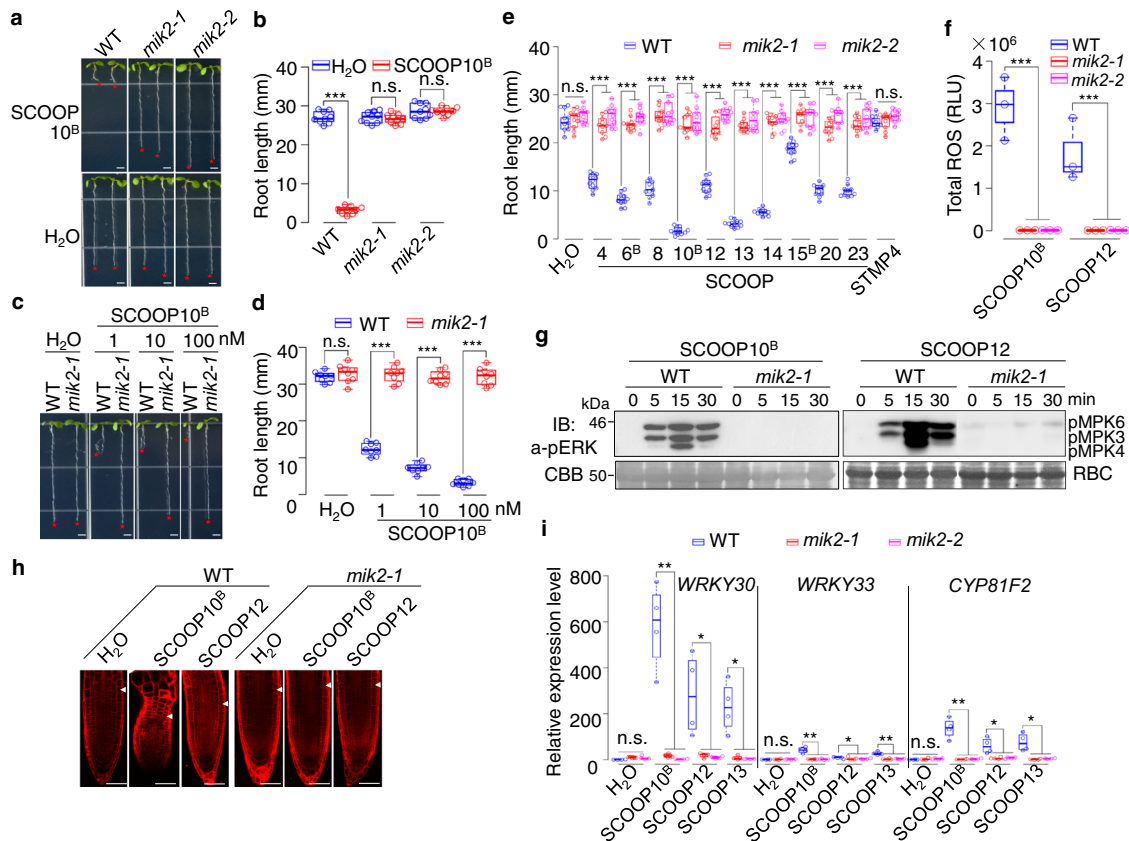 a
WT
mik2-1
mik2-2
SCOOP
10B
H2O
b
H2O SCOOP10B
Root length (mm)
40
30
20
10
0
*** n.s. n.s.
WT
mik2-1
mik2-2
c
SCOOP10B
H2O 1 10 100 nM
WT mik2-1 WT mik2-1 WT mik2-1 WT mik2-1
d
WT mik2-1
Root length (mm)
40
30
20
10
0
n.s. *** *** ***
H2O 1 10 100 nM
SCOOP10B
e
WT mik2-1 mik2-2
Root length (mm)
40
30
20
10
0
n.s. *** *** *** *** *** *** *** *** *** *** n.s.
H2O 4 6B 8 10B 12 13 14 15B 20 23 STMP4
SCOOP
f
× 10^6
WT
mik2-1
mik2-2
Total ROS (RLU)
4
3
2
1
0
*** ***
SCOOP10B
SCOOP12
g
SCOOP10B SCOOP12
WT mik2-1 WT mik2-1
0 5 15 30 0 5 15 30 0 5 15 30 0 5 15 30 min
kDa
IB: 46
a-pERK
pMPK6
pMPK3
pMPK4
CBB 50 RBC
h
WT mik2-1
H2O SCOOP10B SCOOP12 H2O SCOOP10B SCOOP12
i
WT mik2-1 mik2-2
Relative expression level
800
600
400
200
0
WRKY30 WRKY33 CYP81F2
n.s. ** * * n.s. ** * ** n.s. ** * *
H2O SCOOP10B SCOOP12 SCOOP13 H2O SCOOP10B SCOOP12 SCOOP13 H2O SCOOP10B SCOOP12 SCOOP13